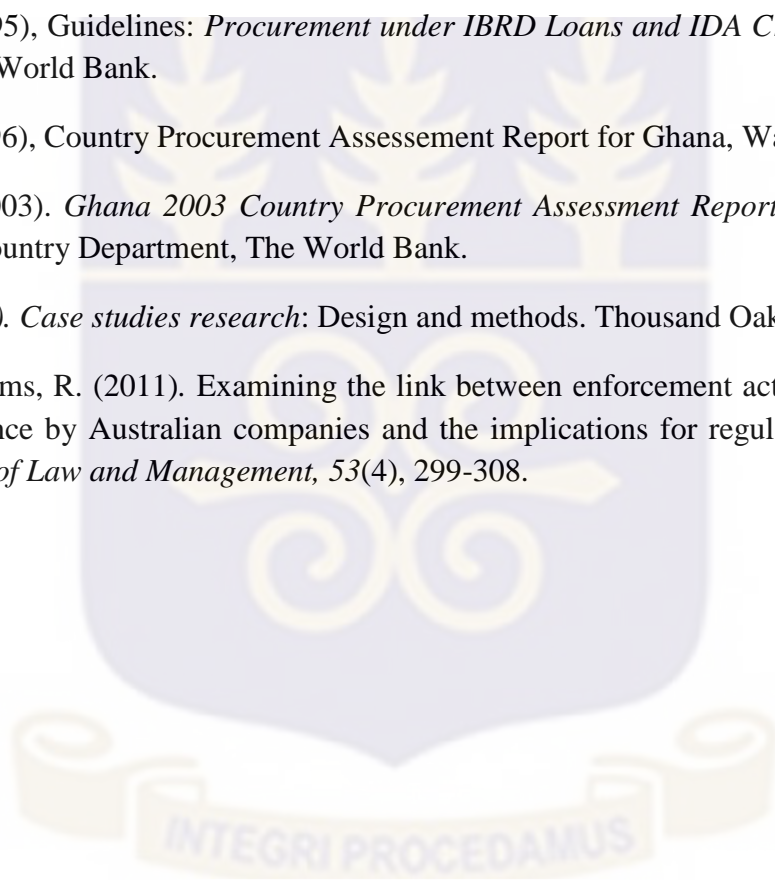 95), Guidelines: Procurement under IBRD Loans and IDA C
World Bank.
96), Country Procurement Assessement Report for Ghana, Wa
003). Ghana 2003 Country Procurement Assessment Report
ountry Department, The World Bank.
). Case studies research: Design and methods. Thousand Oak
ms, R. (2011). Examining the link between enforcement act
nce by Australian companies and the implications for regul
of Law and Management, 53(4), 299-308.
INTEGRI PROCEDAMUS